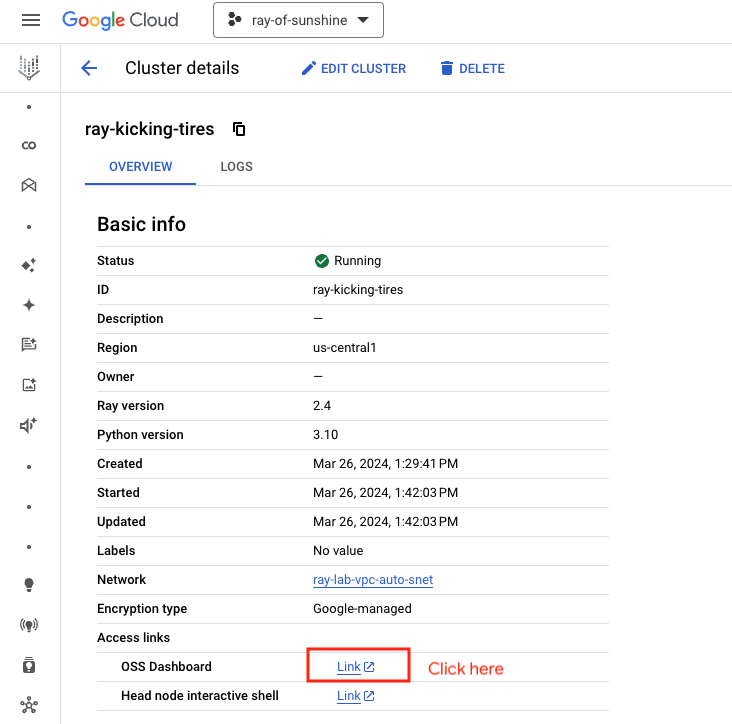 Google Cloud
ray-of-sunshine
Cluster details
EDIT CLUSTER
DELETE
ray-kicking-tires
OVERVIEW
LOGS
Basic info
Status Running
ID ray-kicking-tires
Description —
Region us-central1
Owner —
Ray version 2.4
Python version 3.10
Created Mar 26, 2024, 1:29:41 PM
Started Mar 26, 2024, 1:42:03 PM
Updated Mar 26, 2024, 1:42:03 PM
Labels No value
Network ray-lab-vpc-auto-snet
Encryption type Google-managed
Access links
OSS Dashboard Link Click here
Head node interactive shell Link